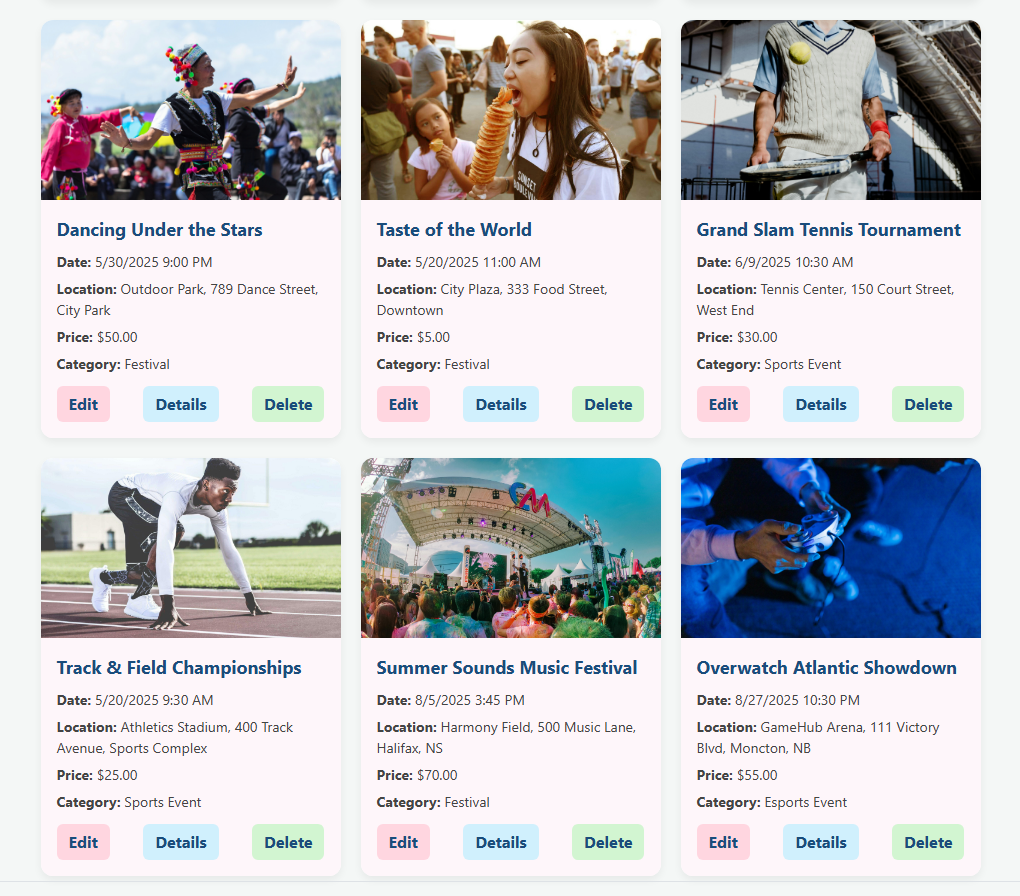 SUNSET
Dancing Under the Stars
Date: 5/30/2025 9:00 PM
Location: Outdoor Park, 789 Dance Street,
City Park
Price: $50.00
Category: Festival
Edit Details Delete
Taste of the World
Date: 5/20/2025 11:00 AM
Location: City Plaza, 333 Food Street,
Downtown
Price: $5.00
Category: Festival
Edit Details Delete
Grand Slam Tennis Tournament
Date: 6/9/2025 10:30 AM
Location: Tennis Center, 150 Court Street,
West End
Price: $30.00
Category: Sports Event
Edit Details Delete
Track & Field Championships
Date: 5/20/2025 9:30 AM
Location: Athletics Stadium, 400 Track
Avenue, Sports Complex
Price: $25.00
Category: Sports Event
Edit Details Delete
Summer Sounds Music Festival
Date: 8/5/2025 3:45 PM
Location: Harmony Field, 500 Music Lane,
Halifax, NS
Price: $70.00
Category: Festival
Edit Details Delete
Overwatch Atlantic Showdown
Date: 8/27/2025 10:30 PM
Location: GameHub Arena, 111 Victory
Blvd, Moncton, NB
Price: $55.00
Category: Esports Event
Edit Details Delete